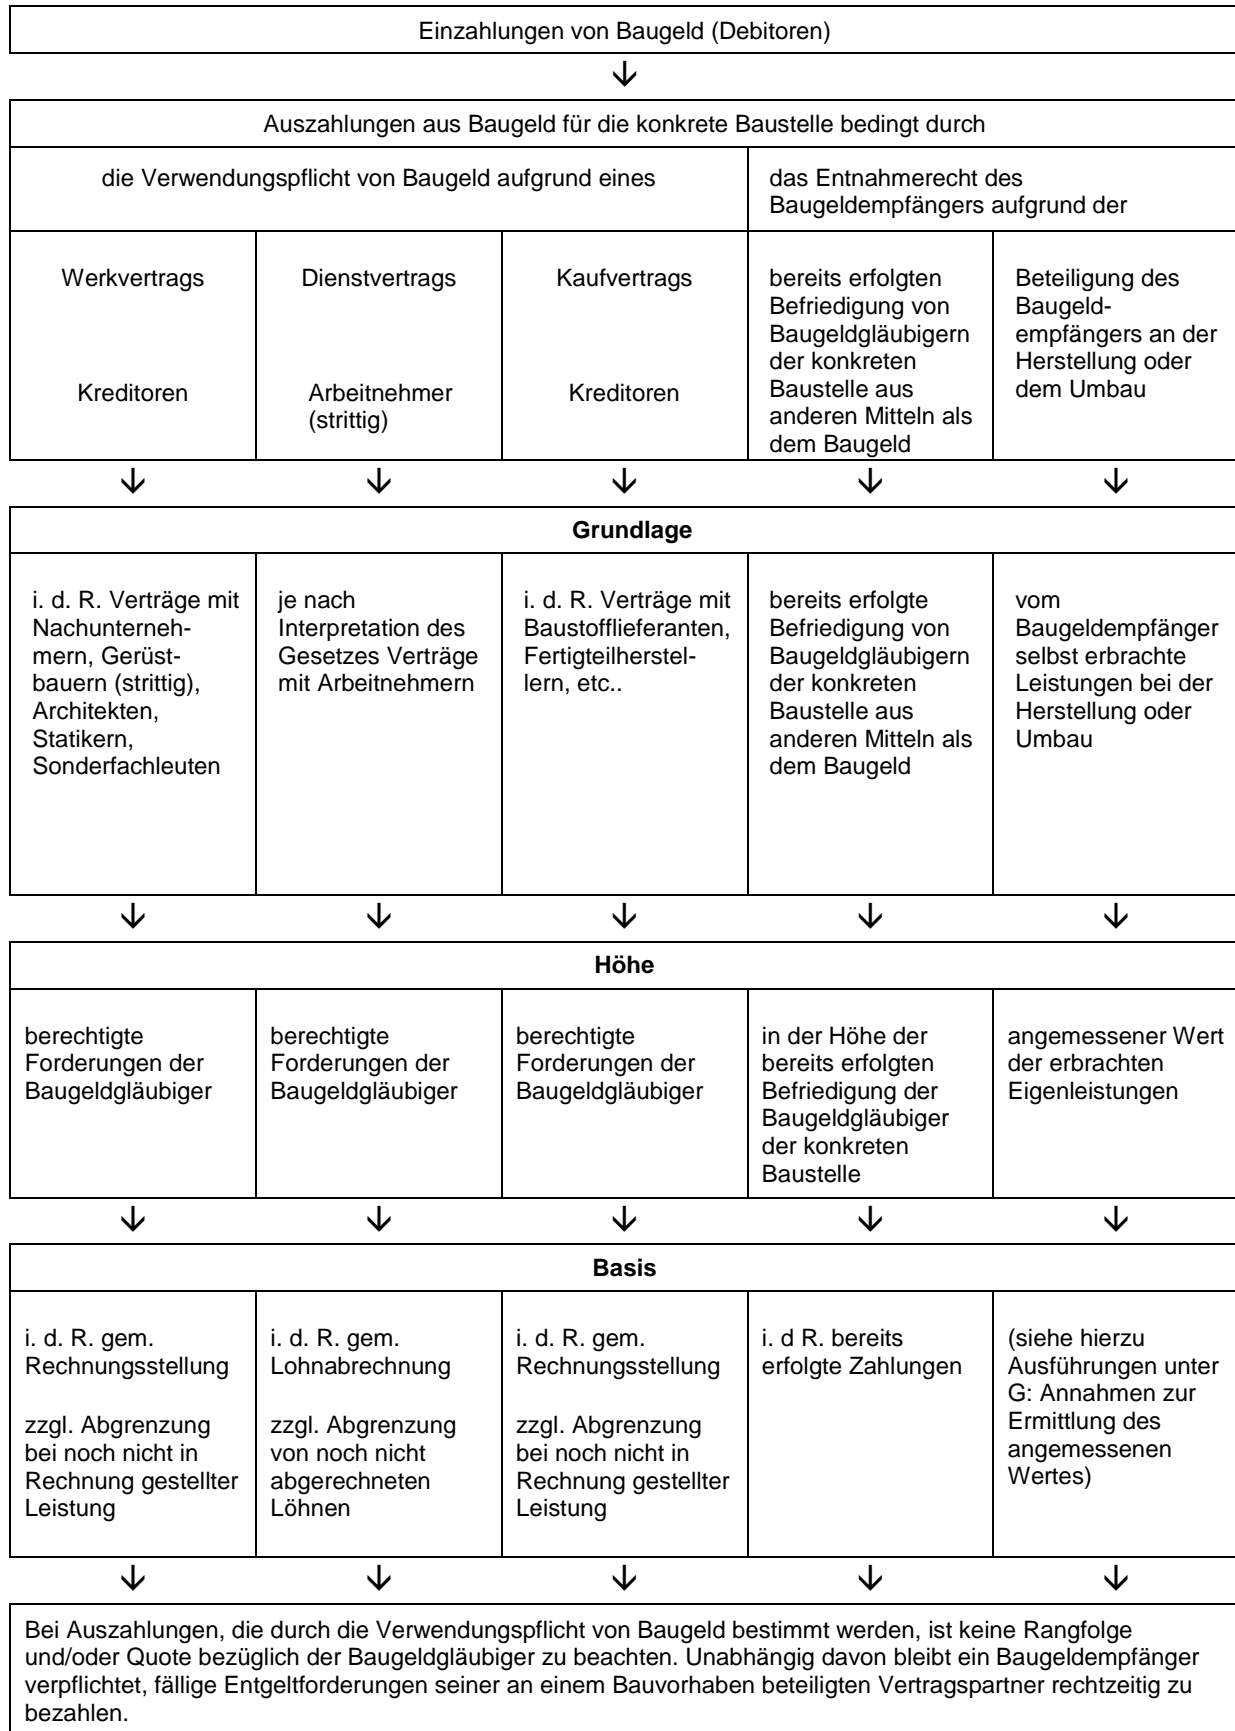 Einzahlungen von Baugeld (Debitoren)
Auszahlungen aus Baugeld für die konkrete Baustelle bedingt durch
die Verwendungspflicht von Baugeld aufgrund eines
das Entnahmerecht des
Baugeldempfängers aufgrund der
Werkvertrags
Kreditoren
Dienstvertrags
Arbeitnehmer
(strittig)
Kaufvertrags
Kreditoren
bereits erfolgten
Befriedigung von
Baugeldgläubigern
der konkreten
Baustelle aus
anderen Mitteln als
dem Baugeld
Beteiligung des
Baugeld-
empfängers an der
Herstellung oder
dem Umbau
Grundlage
i. d. R. Verträge mit
Nachunterneh-
mern, Gerüst-
bauern (strittig),
Architekten,
Statikern,
Sonderfachleuten
je nach
Interpretation des
Gesetzes Verträge
mit Arbeitnehmern
i. d. R. Verträge mit
Baustofflieferanten,
Fertigteilherstel-
lern, etc..
bereits erfolgte
Befriedigung von
Baugeldgläubigern
der konkreten
Baustelle aus
anderen Mitteln als
dem Baugeld
vom
Baugeldempfänger
selbst erbrachte
Leistungen bei der
Herstellung oder
Umbau
Höhe
berechtigte
Forderungen der
Baugeldgläubiger
berechtigte
Forderungen der
Baugeldgläubiger
berechtigte
Forderungen der
Baugeldgläubiger
in der Höhe der
bereits erfolgten
Befriedigung der
Baugeldgläubiger
der konkreten
Baustelle
angemessener Wert
der erbrachten
Eigenleistungen
Basis
i. d. R. gem.
Rechnungsstellung
zzgl. Abgrenzung
bei noch nicht in
Rechnung gestellter
Leistung
i. d. R. gem.
Lohnabrechnung
zzgl. Abgrenzung
von noch nicht
abgerechneten
Löhnen
i. d. R. gem.
Rechnungsstellung
zzgl. Abgrenzung
bei noch nicht in
Rechnung gestellter
Leistung
i. d R. bereits
erfolgte Zahlungen
(siehe hierzu
Ausführungen unter
G: Annahmen zur
Ermittlung des
angemessenen
Wertes)
Bei Auszahlungen, die durch die Verwendungspflicht von Baugeld bestimmt werden, ist keine Rangfolge
und/oder Quote bezüglich der Baugeldgläubiger zu beachten. Unabhängig davon bleibt ein Baugeldempfänger
verpflichtet, fällige Entgeltforderungen seiner an einem Bauvorhaben beteiligten Vertragspartner rechtzeitig zu
bezahlen.